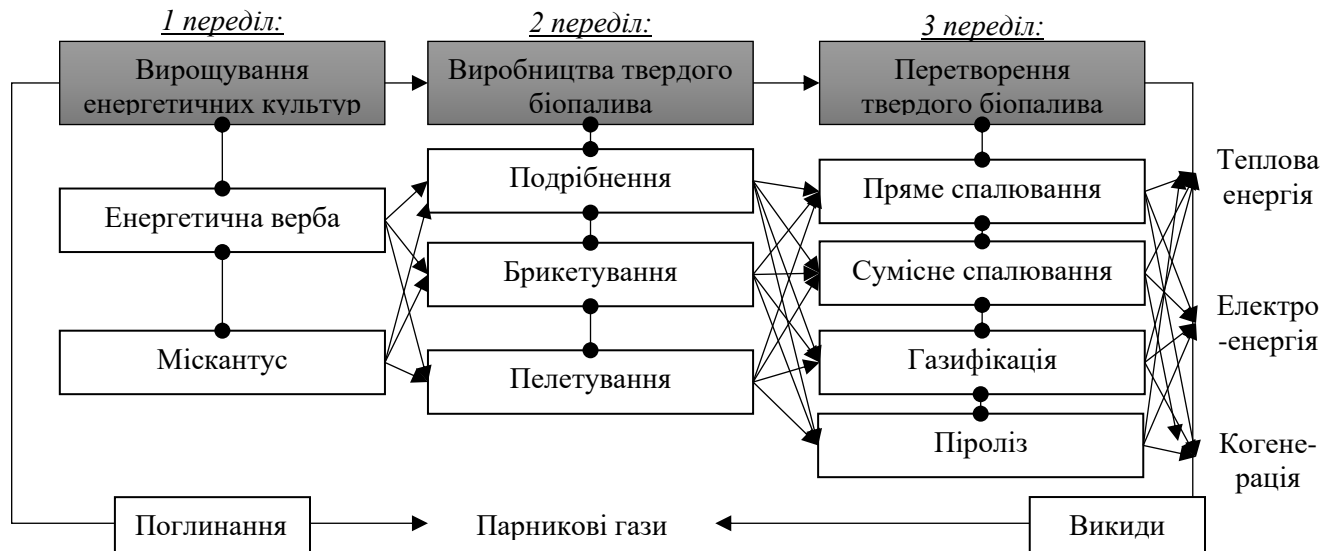 1 переділ:
2 переділ:
3 переділ:
Вирощування
енергетичних культур
Виробництва твердого
біопалива
Перетворення
твердого біопалива
Енергетична верба
Міскантус
Подрібнення
Брикетування
Пелетування
Пряме спалювання
Сумісне спалювання
Газифікація
Піроліз
Теплова
енергія
Електро
-енергія
Когене-
рація
Поглинання
Парникові гази
Викиди